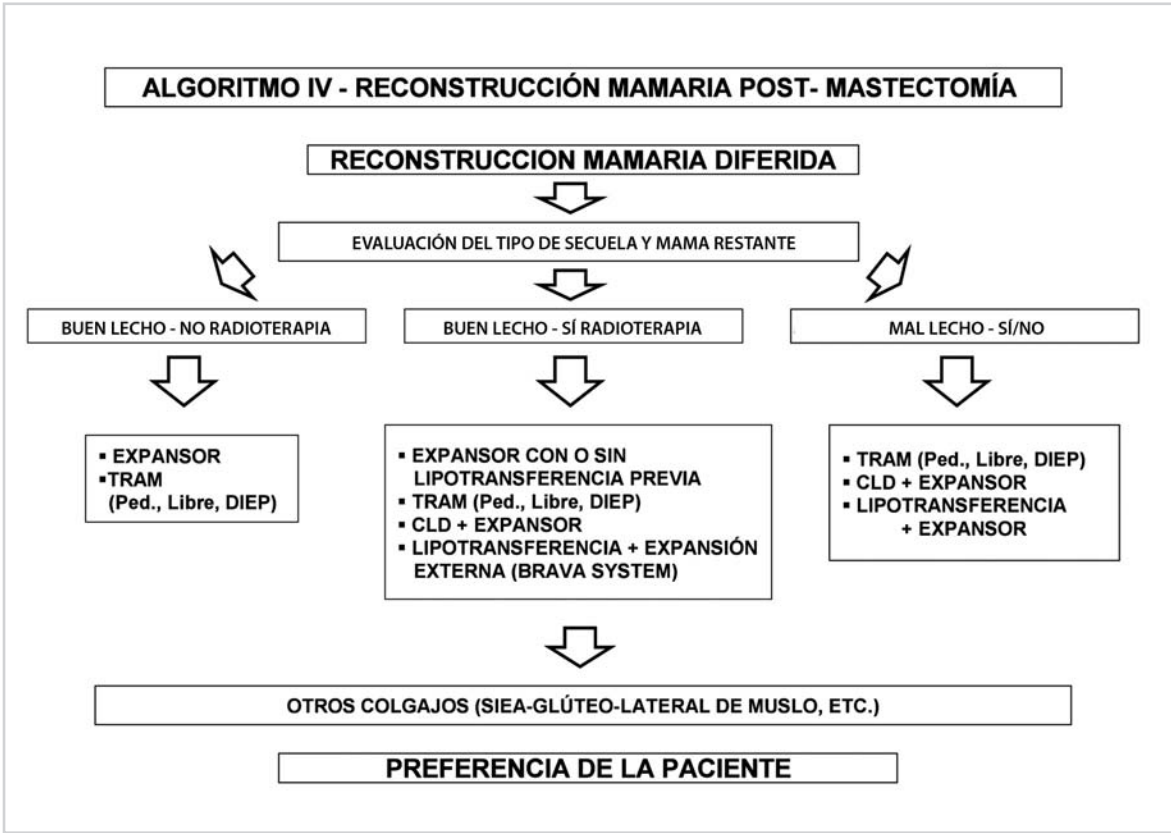 ALGORITMO IV - RECONSTRUCCIÓN MAMARIA POST- MASTECTOMÍA
RECONSTRUCCION MAMARIA DIFERIDA
EVALUACIÓN DEL TIPO DE SECUELA Y MAMA RESTANTE
BUEN LECHO - NO RADIOTERAPIA
BUEN LECHO - SÍ RADIOTERAPIA
MAL LECHO - SÍ/NO
▪ EXPANSOR
▪TRAM
(Ped., Libre, DIEP)
▪ EXPANSOR CON O SIN
LIPOTRANSFERENCIA PREVIA
▪ TRAM (Ped., Libre, DIEP)
▪ CLD + EXPANSOR
▪ LIPOTRANSFERENCIA + EXPANSIÓN
EXTERNA (BRAVA SYSTEM)
▪ TRAM (Ped., Libre, DIEP)
▪ CLD + EXPANSOR
▪ LIPOTRANSFERENCIA
+ EXPANSOR
OTROS COLGAJOS (SIEA-GLÚTEO-LATERAL DE MUSLO, ETC.)
PREFERENCIA DE LA PACIENTE